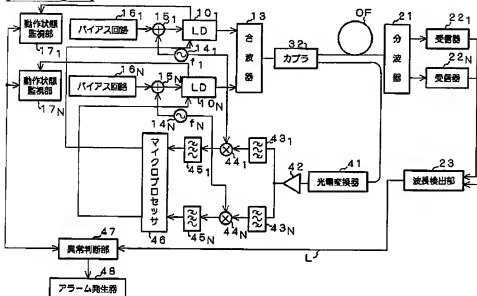 動作状態監視部
17₁
動作状態監視部
17N
バイアス回路
16₁
15₁
10₁
LD
14₁
f₁
バイアス回路
16N
15N
LD
10N
14N
fN
13
合波器
32
カプラ
OF
21
分波器
22₁
受信器
22N
受信器
23
波長検出部
41
光電変換器
42
43₁
43N
44₁
44N
45₁
45N
マイクロプロセッサ
46
L
47
異常判断部
48
アラーム発生器